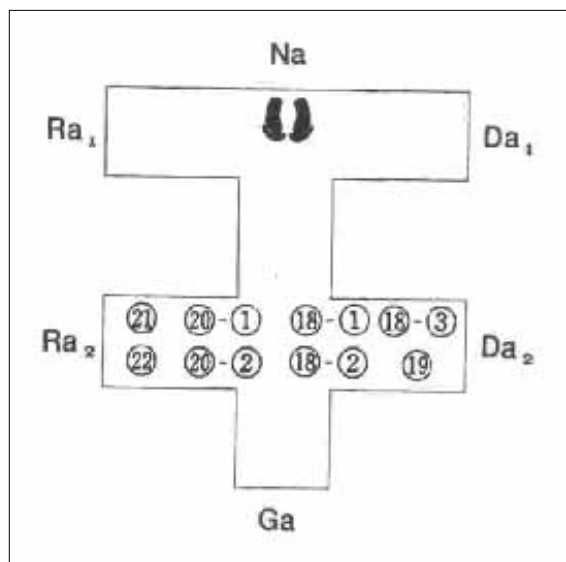 Na
Ra₁ Da₁
㉑ ⑳-① ⑱-① ⑱-③
Ra₂ Da₂
㉒ ⑳-② ⑱-② ⑲
Ga